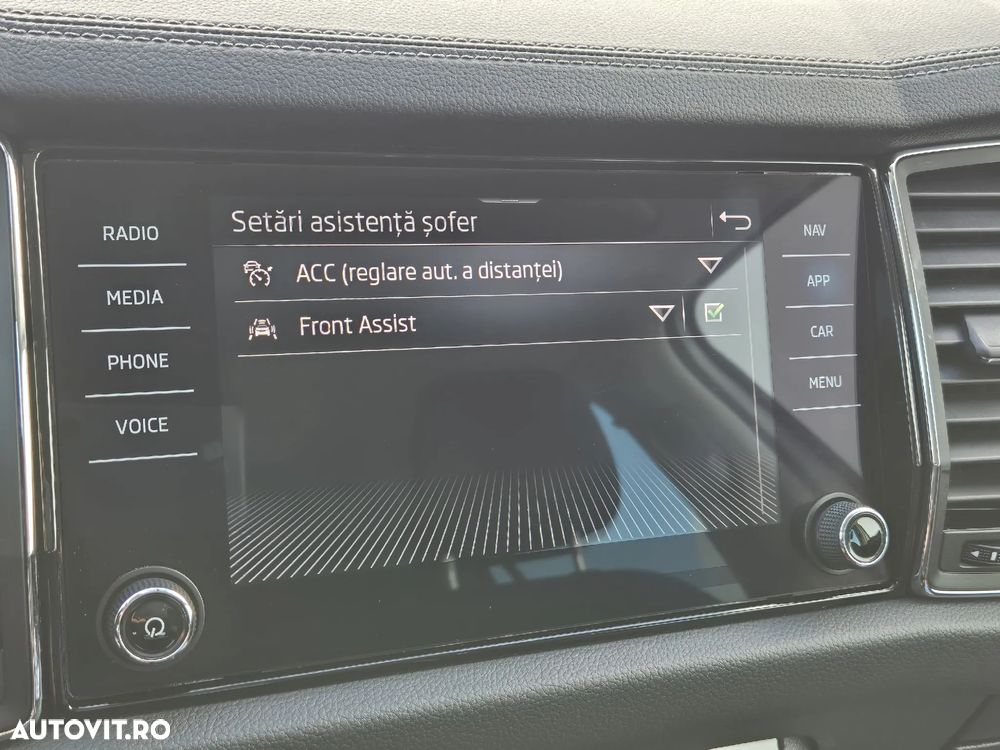 Setări asistență șofer
ACC (reglare aut. a distanței)
Front Assist
RADIO
MEDIA
PHONE
VOICE
NAV
APP
CAR
MENU
AUTOVIT.RO